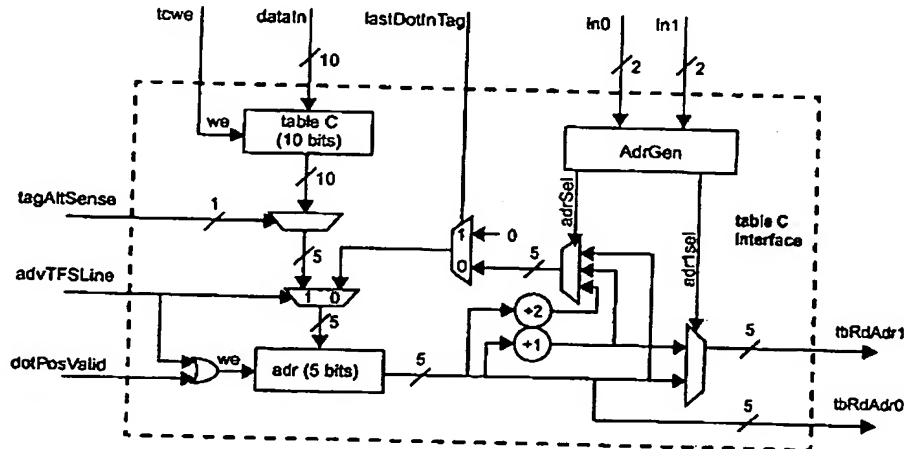 tcwe
dataIn
lastDotInTag
In0
In1
10
2
2
we
table C
(10 bits)
AdrGen
10
tagAltSense
1
adrSel
adr1sel
table C
Interface
1
0
0
5
5
advTFSLine
1 0
5
+2
+1
5
tbRdAdr1
dotPosValid
we
adr (5 bits)
5
5
tbRdAdr0